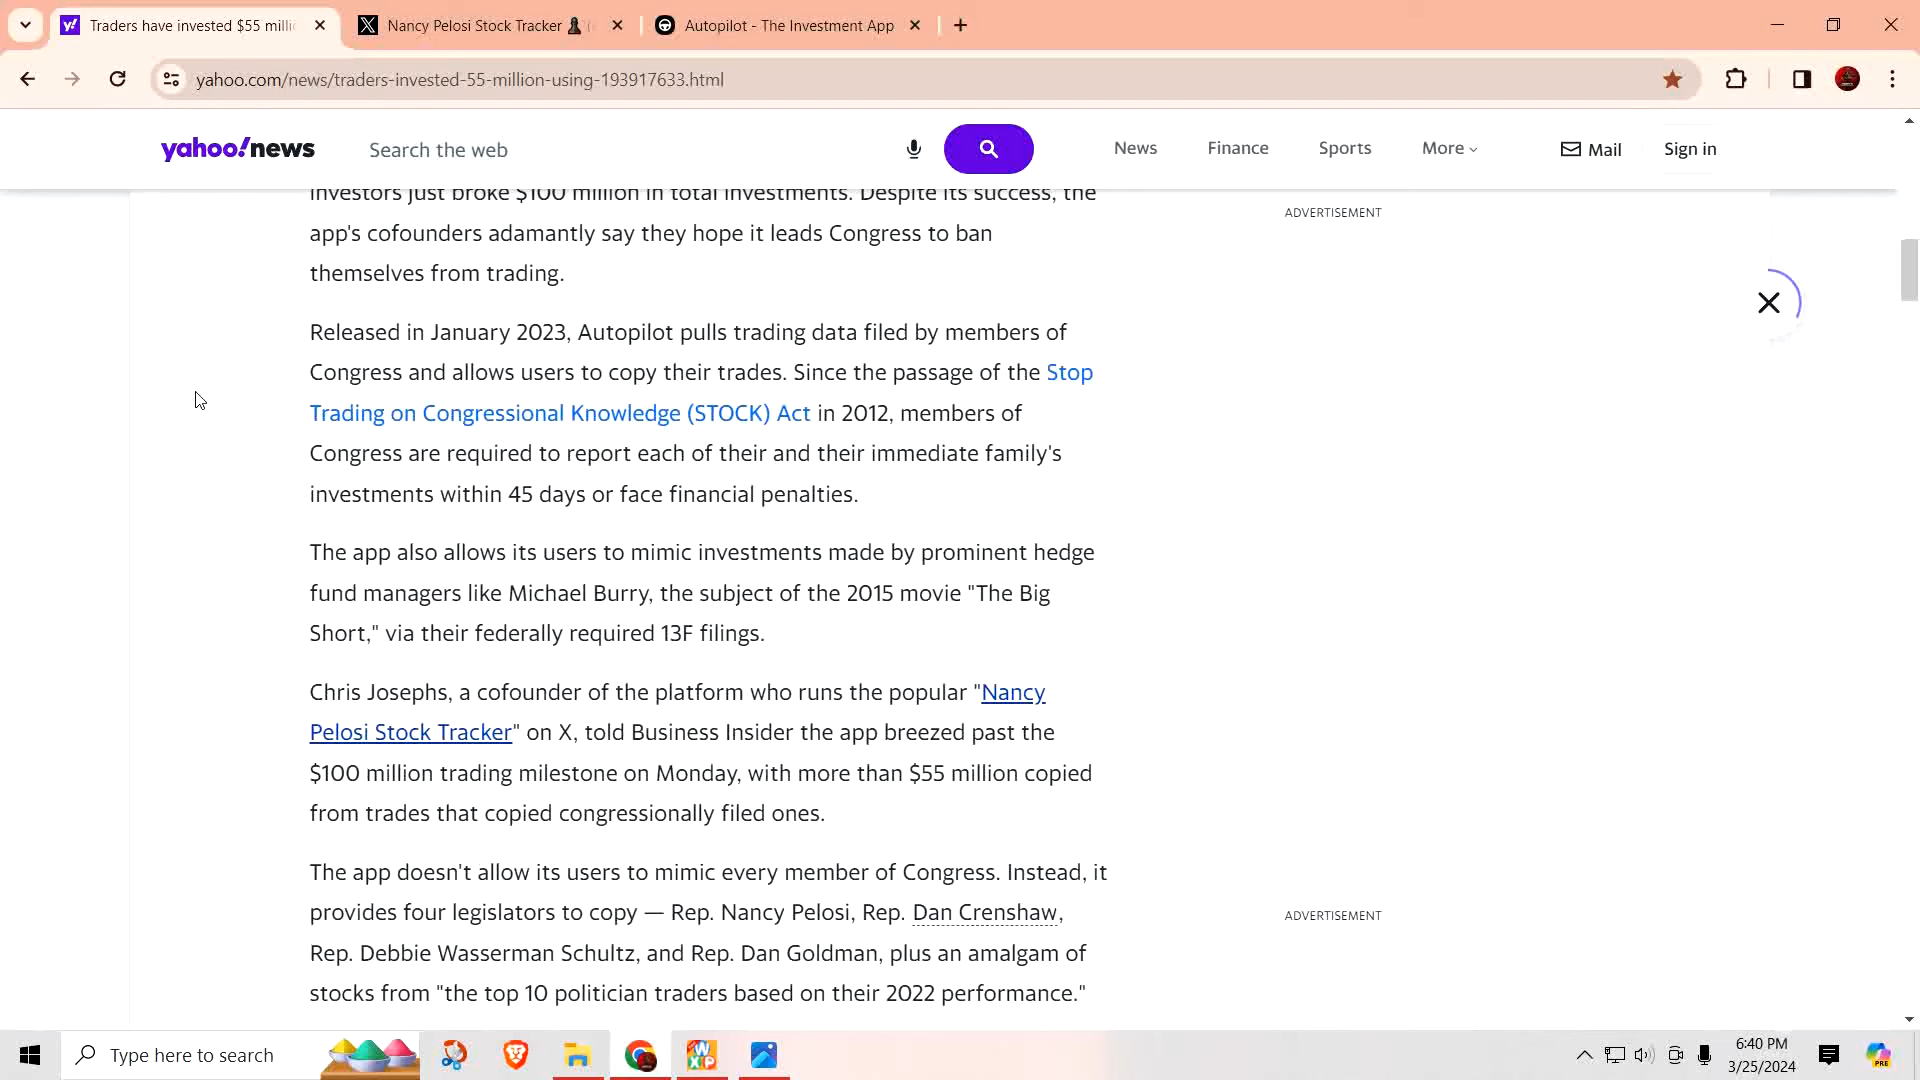 Traders have invested $55 milli
Nancy Pelosi Stock Tracker
Autopilot - The Investment App
yahoo.com/news/traders-invested-55-million-using-193917633.html
yahoo!news
Search the web
News
Finance
Sports
More
Mail
Sign in
investors just broke $100 million in total investments. Despite its success, the
app's cofounders adamantly say they hope it leads Congress to ban
themselves from trading.
ADVERTISEMENT
Released in January 2023, Autopilot pulls trading data filed by members of
Congress and allows users to copy their trades. Since the passage of the Stop
Trading on Congressional Knowledge (STOCK) Act in 2012, members of
Congress are required to report each of their and their immediate family's
investments within 45 days or face financial penalties.
The app also allows its users to mimic investments made by prominent hedge
fund managers like Michael Burry, the subject of the 2015 movie "The Big
Short," via their federally required 13F filings.
Chris Josephs, a cofounder of the platform who runs the popular "Nancy
Pelosi Stock Tracker" on X, told Business Insider the app breezed past the
$100 million trading milestone on Monday, with more than $55 million copied
from trades that copied congressionally filed ones.
The app doesn't allow its users to mimic every member of Congress. Instead, it
provides four legislators to copy — Rep. Nancy Pelosi, Rep. Dan Crenshaw,
Rep. Debbie Wasserman Schultz, and Rep. Dan Goldman, plus an amalgam of
stocks from "the top 10 politician traders based on their 2022 performance."
ADVERTISEMENT
Type here to search
W
XP
6:40 PM
3/25/2024
PRE